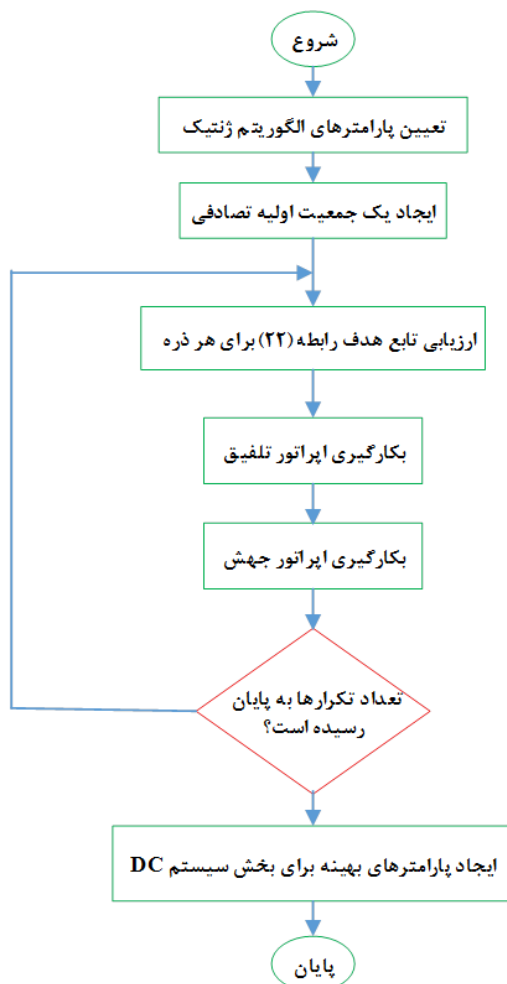 شروع
تعیین پارامترهای الگوریتم ژنتیک
ایجاد یک جمعیت اولیه تصادفی
ارزیابی تابع هدف رابطه (۲۲) برای هر ذره
بکارگیری اپراتور تلفیق
بکارگیری اپراتور جهش
تعداد تکرارها به پایان
رسیده است؟
ایجاد پارامترهای بهینه برای بخش سیستم DC
پایان